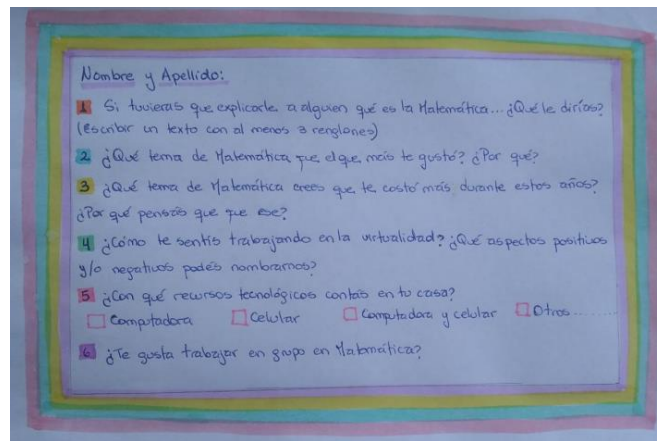 Nombre y Apellido:
1 Si tuvieras que explicarle a alguien qué es la Matemática... ¿Qué le dirías?
(escribir un texto con al menos 3 renglones)
2 ¿Qué tema de Matemática fue el que más te gustó? ¿Por qué?
3 ¿Qué tema de Matemática crees que te costó más durante estos años?
¿Por qué pensás que fue ese?
4 ¿Cómo te sentís trabajando en la virtualidad? ¿Qué aspectos positivos
y/o negativos podés nombrarnos?
5 ¿Con qué recursos tecnológicos contás en tu casa?
Computadora Celular Computadora y celular Otros..........
6 ¿Te gusta trabajar en grupo en Matemática?